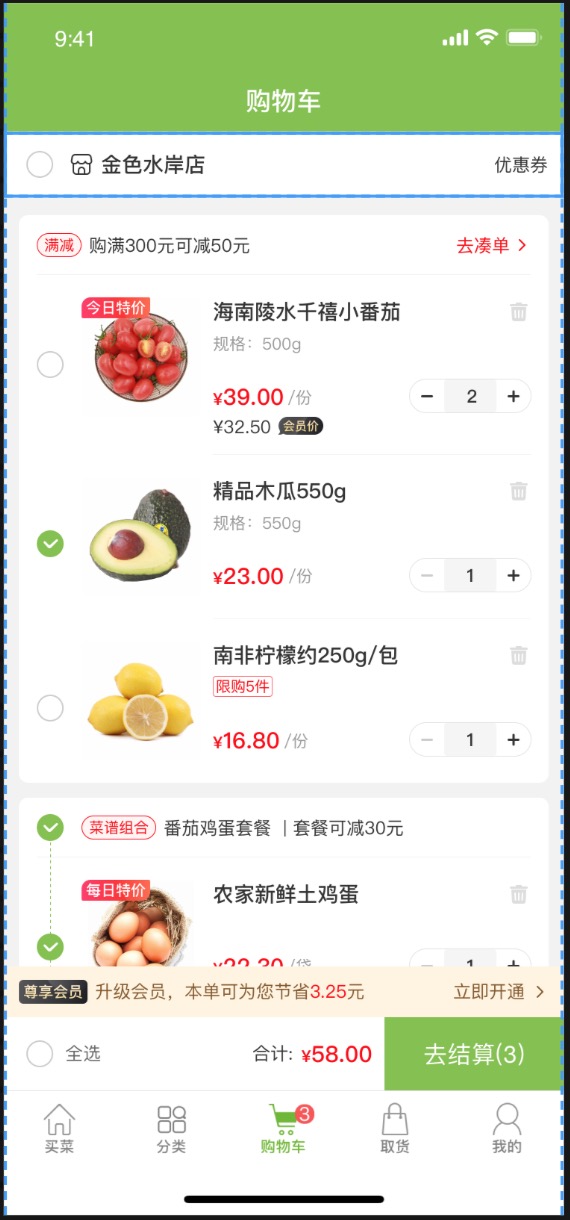 9:41
购物车
金色水岸店 优惠券
满减 购满300元可减50元 去凑单
今日特价
海南陵水千禧小番茄
规格：500g
¥39.00 /份 2
¥32.50 会员价
精品木瓜550g
规格：550g
¥23.00 /份 1
南非柠檬约250g/包
限购5件
¥16.80 /份 1
菜谱组合 番茄鸡蛋套餐 | 套餐可减30元
每日特价
农家新鲜土鸡蛋
¥22.30 /袋 1
尊享会员 升级会员，本单可为您节省3.25元 立即开通
全选 合计: ¥58.00 去结算(3)
3
买菜 分类 购物车 取货 我的